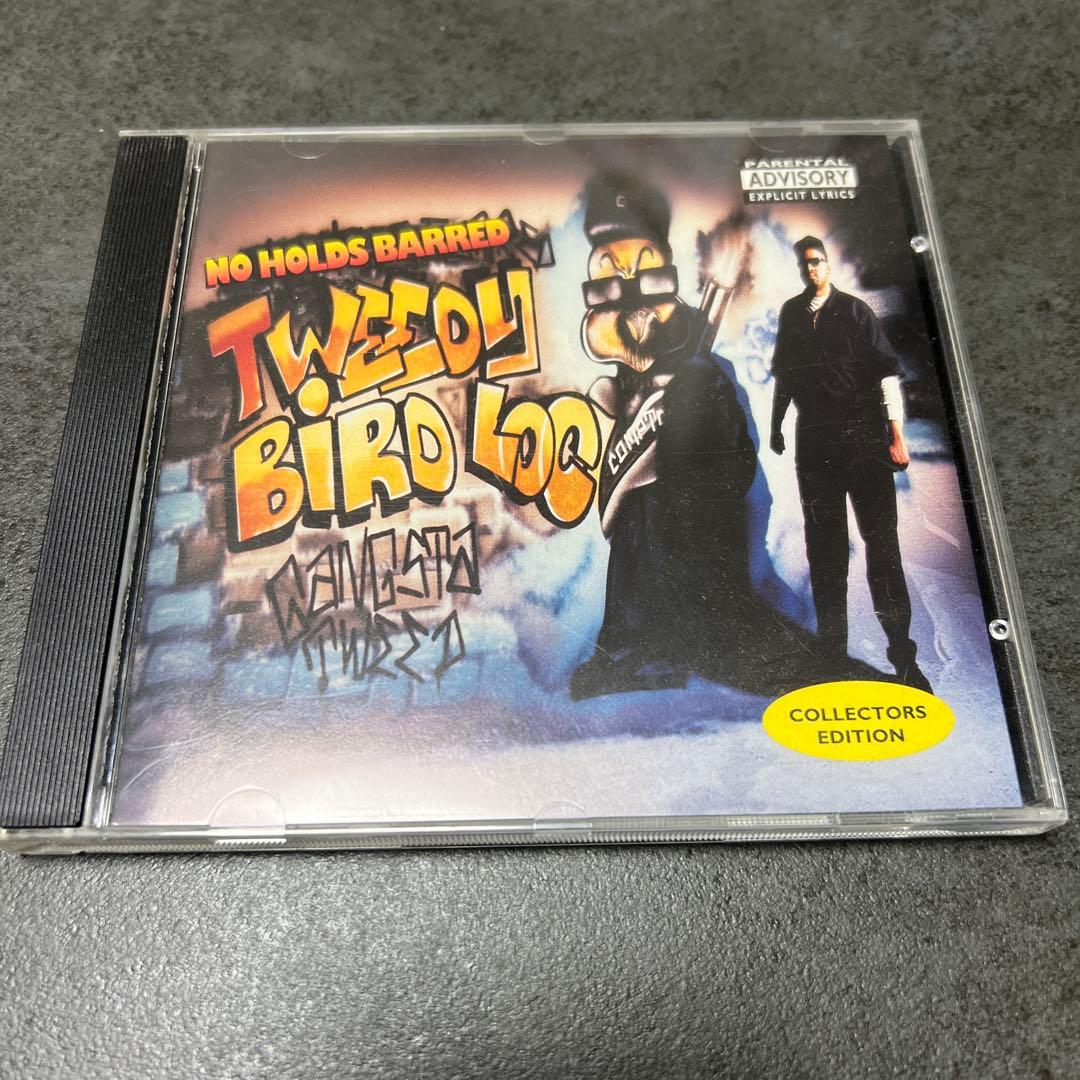 PARENTAL
ADVISORY
EXPLICIT LYRICS
NO HOLDS BARRED
TWEEDY
BIRD LOC
GANGSTA
TWEED
COLLECTORS
EDITION